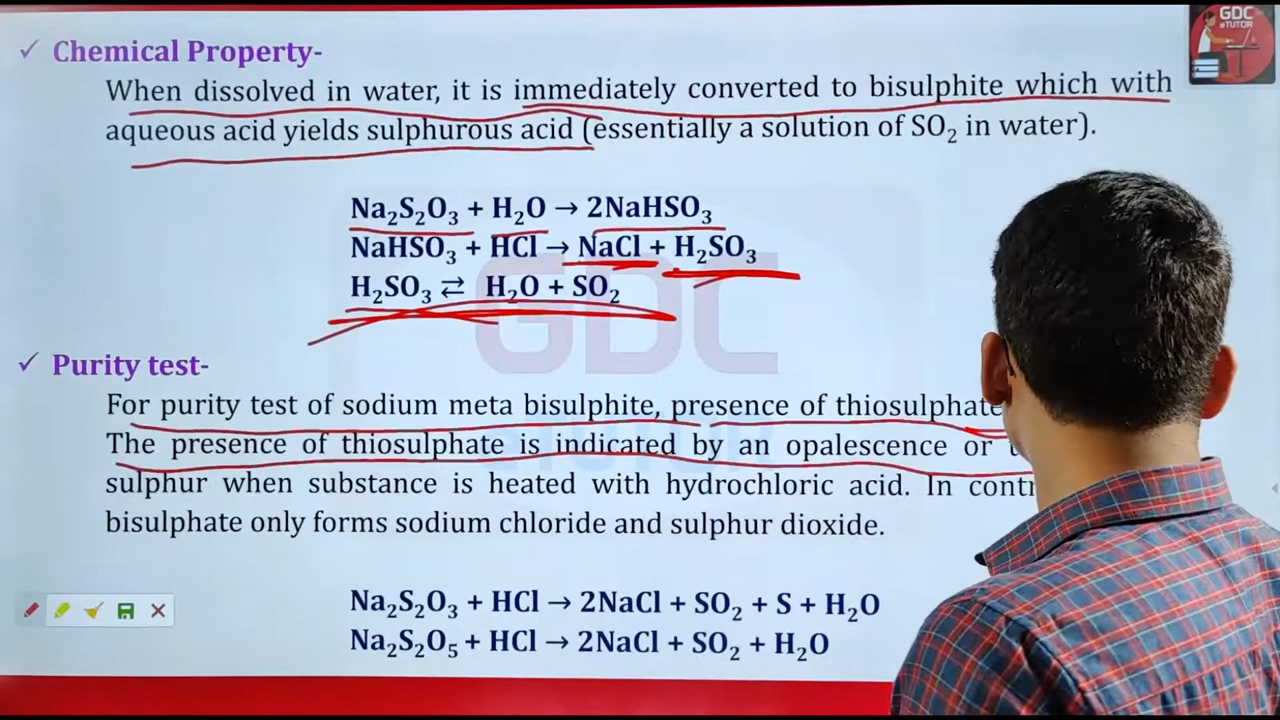 GDC
eTUTOR
✓ Chemical Property-
When dissolved in water, it is immediately converted to bisulphite which with
aqueous acid yields sulphurous acid (essentially a solution of SO₂ in water).
Na₂S₂O₃ + H₂O → 2NaHSO₃
NaHSO₃ + HCl → NaCl + H₂SO₃
H₂SO₃ ⇄ H₂O + SO₂
GDC
✓ Purity test-
For purity test of sodium meta bisulphite, presence of thiosulphate
The presence of thiosulphate is indicated by an opalescence or
sulphur when substance is heated with hydrochloric acid. In
bisulphate only forms sodium chloride and sulphur dioxide.
Na₂S₂O₃ + HCl → 2NaCl + SO₂ + S + H₂O
Na₂S₂O₅ + HCl → 2NaCl + SO₂ + H₂O